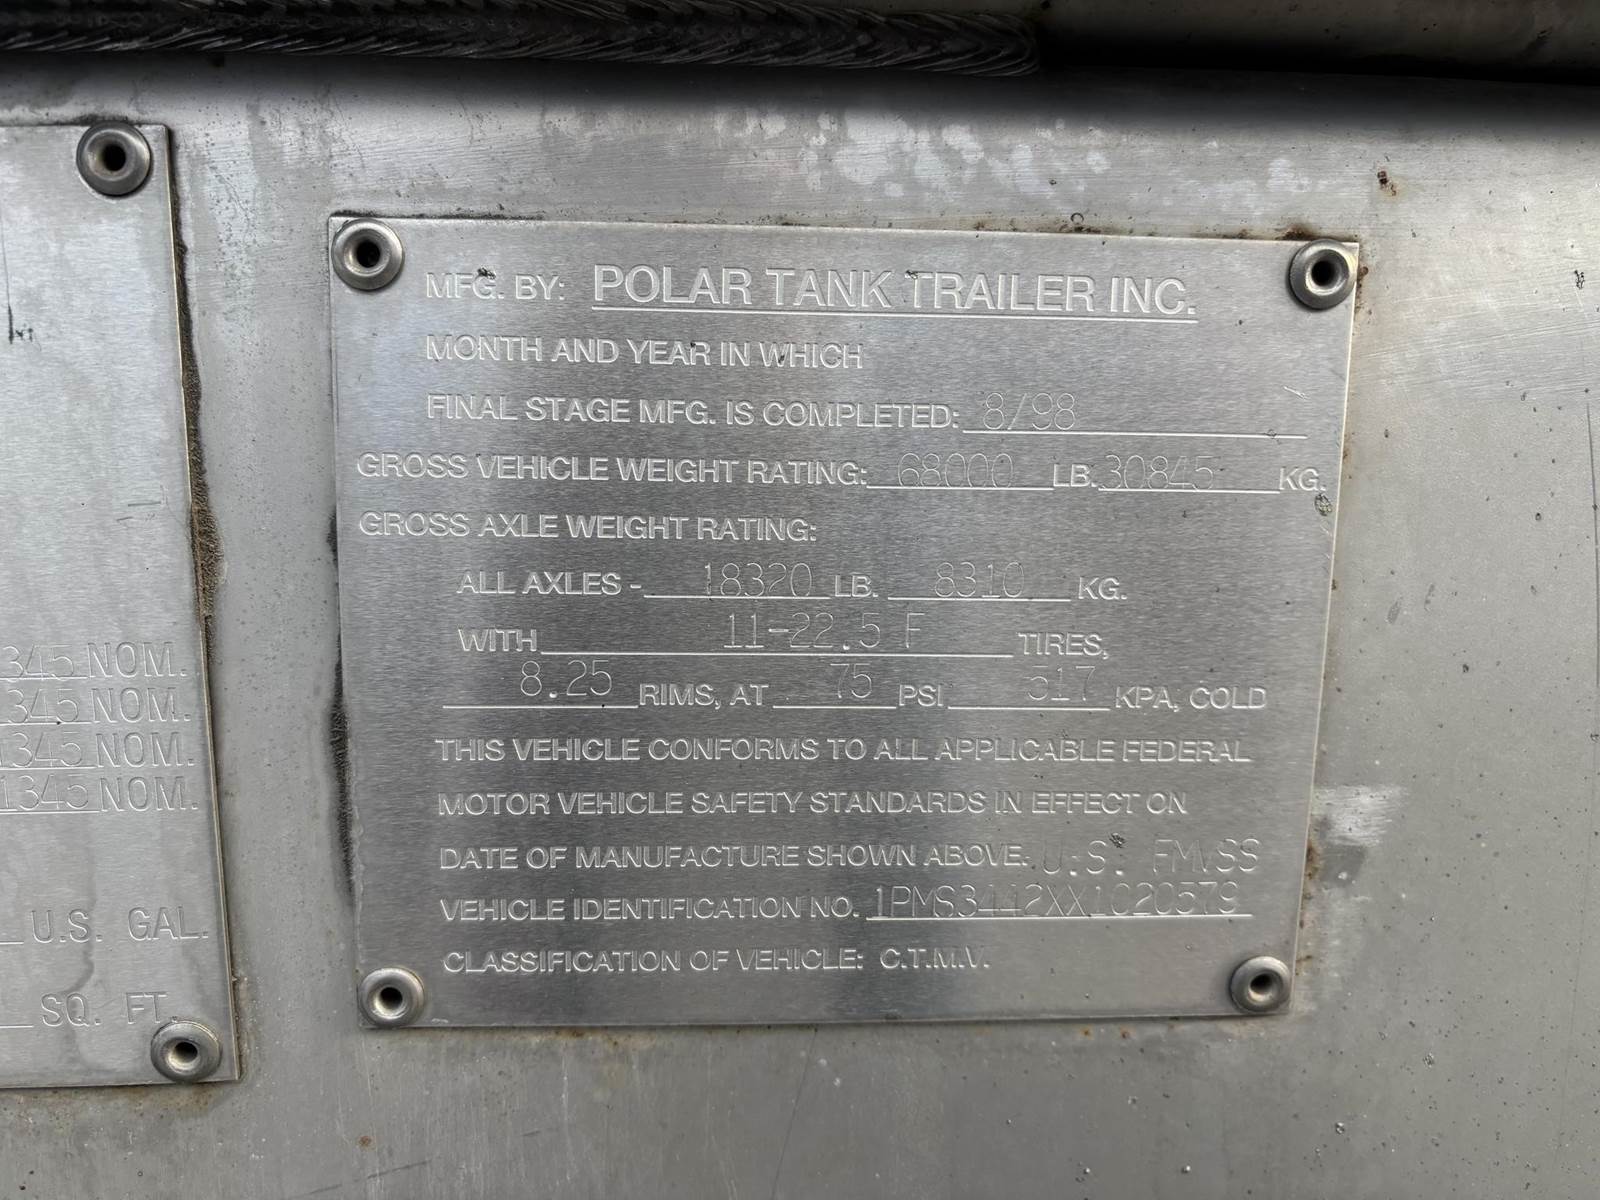 MFG. BY: POLAR TANK TRAILER INC.
MONTH AND YEAR IN WHICH
FINAL STAGE MFG. IS COMPLETED: 8/98
GROSS VEHICLE WEIGHT RATING: 68000 LB. 30845 KG.
GROSS AXLE WEIGHT RATING:
ALL AXLES - 18320 LB. 8310 KG.
WITH 11-22.5 F TIRES,
8.25 RIMS, AT 75 PSI 517 KPA, COLD
THIS VEHICLE CONFORMS TO ALL APPLICABLE FEDERAL
MOTOR VEHICLE SAFETY STANDARDS IN EFFECT ON
DATE OF MANUFACTURE SHOWN ABOVE. U.S. FMVSS
VEHICLE IDENTIFICATION NO. 1PMS3442XX1020579
CLASSIFICATION OF VEHICLE: C.T.M.V.
345 NOM.
345 NOM.
1345 NOM.
1345 NOM.
U.S. GAL.
SQ. FT.